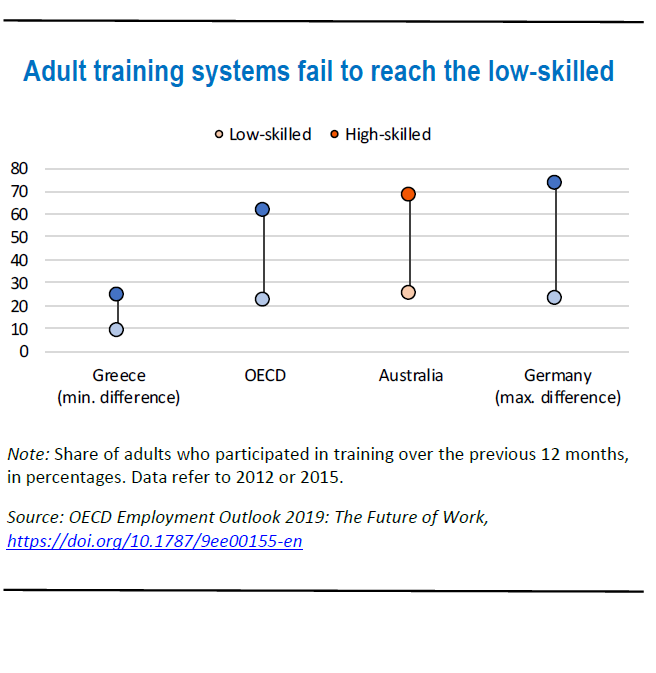 Adult training systems fail to reach the low-skilled
Low-skilled High-skilled
80
70
60
50
40
30
20
10
0
Greece OECD Australia Germany
(min. difference) (max. difference)
Note: Share of adults who participated in training over the previous 12 months,
in percentages. Data refer to 2012 or 2015.
Source: OECD Employment Outlook 2019: The Future of Work,
https://doi.org/10.1787/9ee00155-en